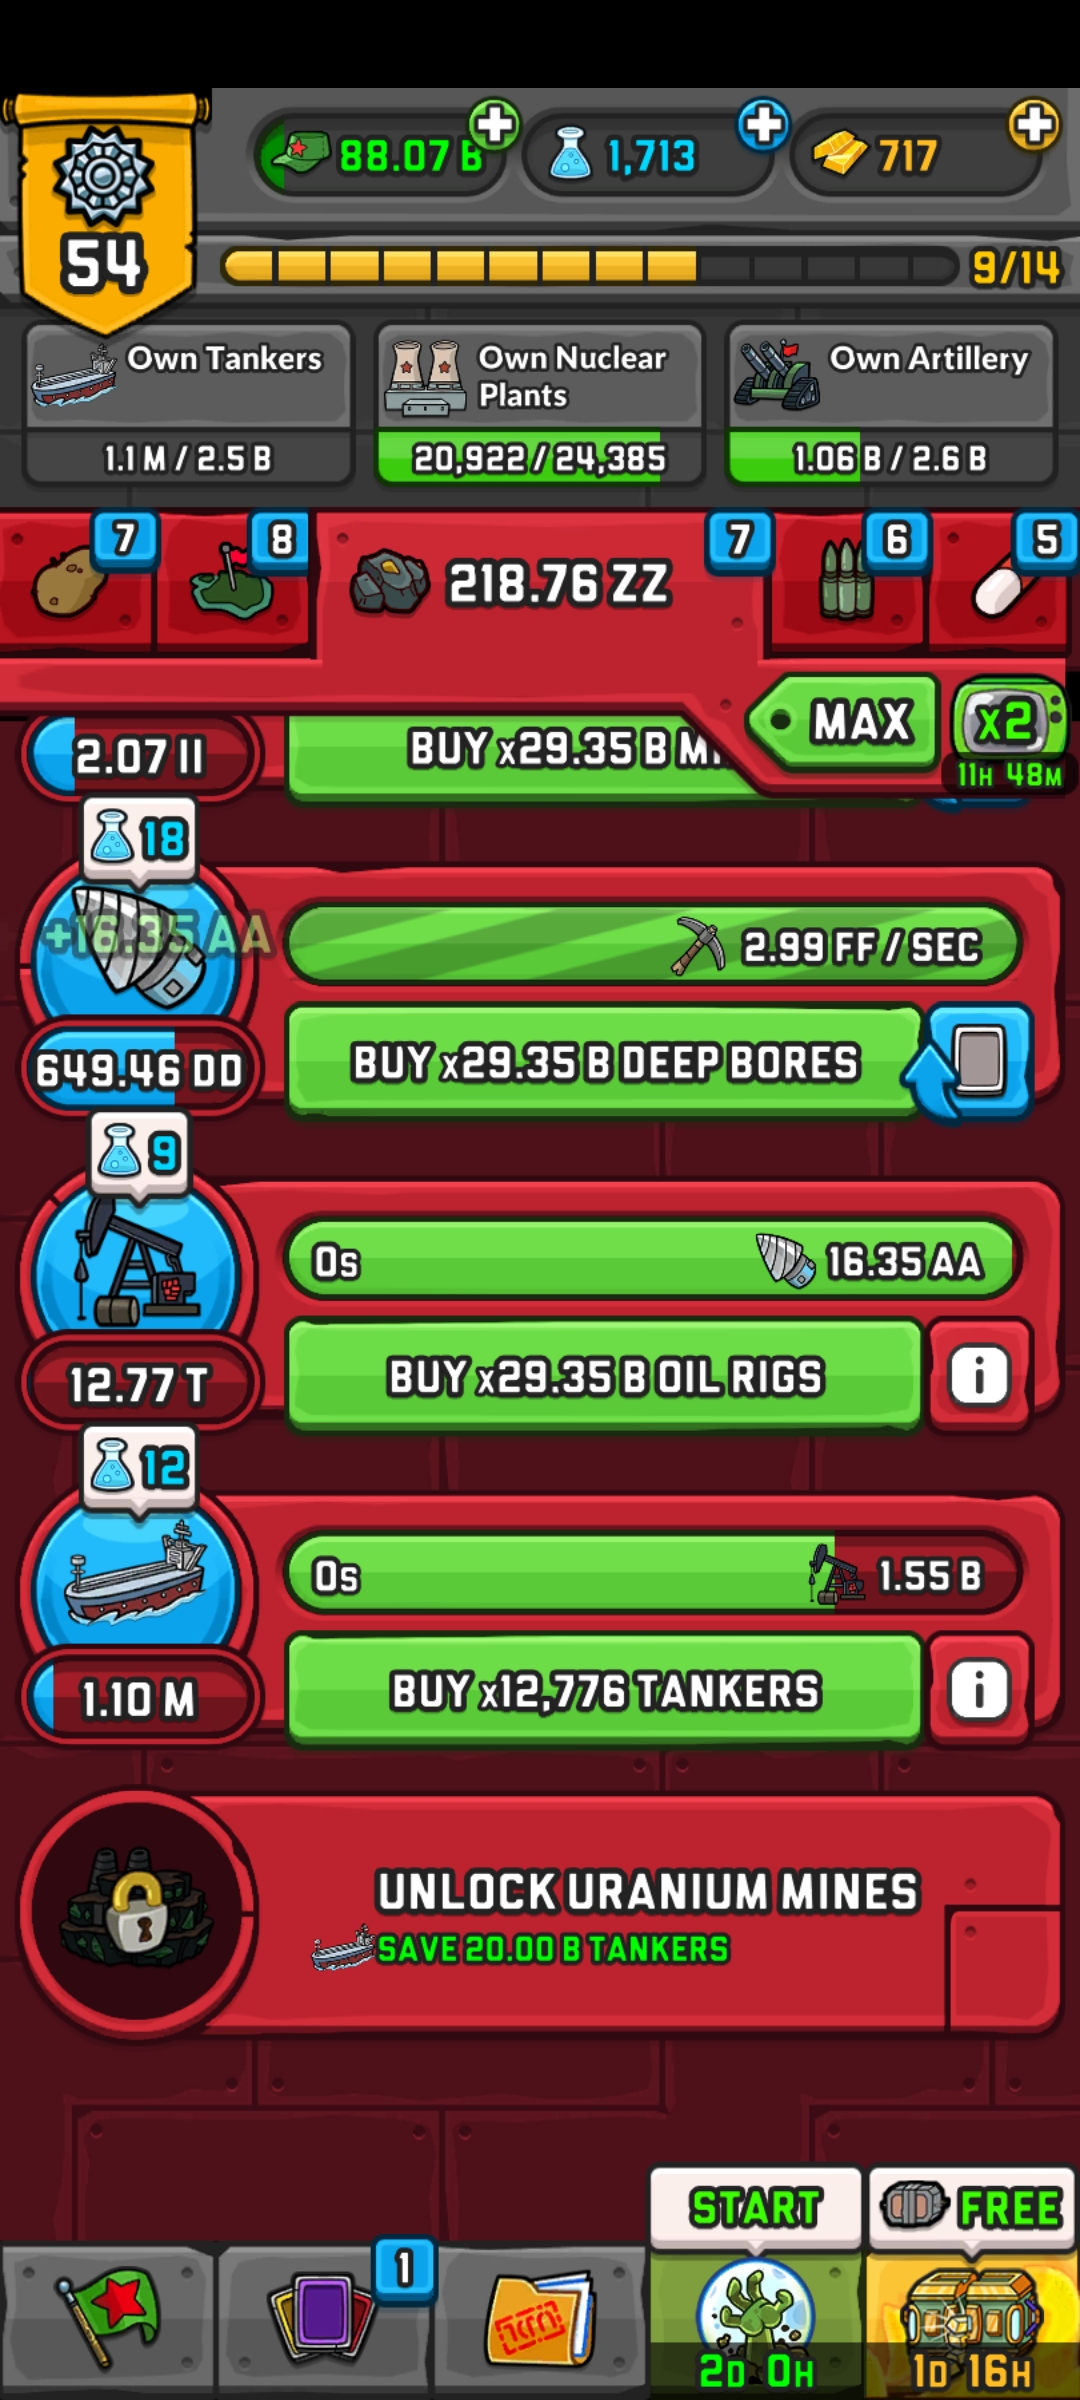 88.07 B
1,713
717
54
9/14
Own Tankers
1.1 M / 2.5 B
Own Nuclear
Plants
20,922 / 24,385
Own Artillery
1.06 B / 2.6 B
7
8
218.76 ZZ
7
6
5
MAX
x2
11H 48M
2.07 II
BUY x29.35 B M
18
+16.35 AA
2.99 FF / SEC
649.46 DD
BUY x29.35 B DEEP BORES
9
0s
16.35 AA
12.77 T
BUY x29.35 B OIL RIGS
i
12
0s
1.55 B
1.10 M
BUY x12,776 TANKERS
i
UNLOCK URANIUM MINES
SAVE 20.00 B TANKERS
START
FREE
1
2D 0H
1D 16H